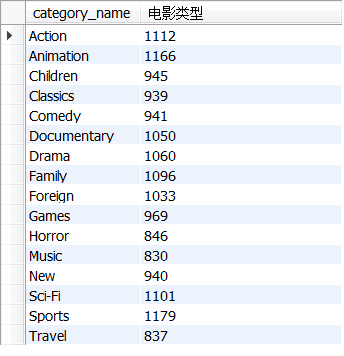 category_name 电影类型
Action 1112
Animation 1166
Children 945
Classics 939
Comedy 941
Documentary 1050
Drama 1060
Family 1096
Foreign 1033
Games 969
Horror 846
Music 830
New 940
Sci-Fi 1101
Sports 1179
Travel 837